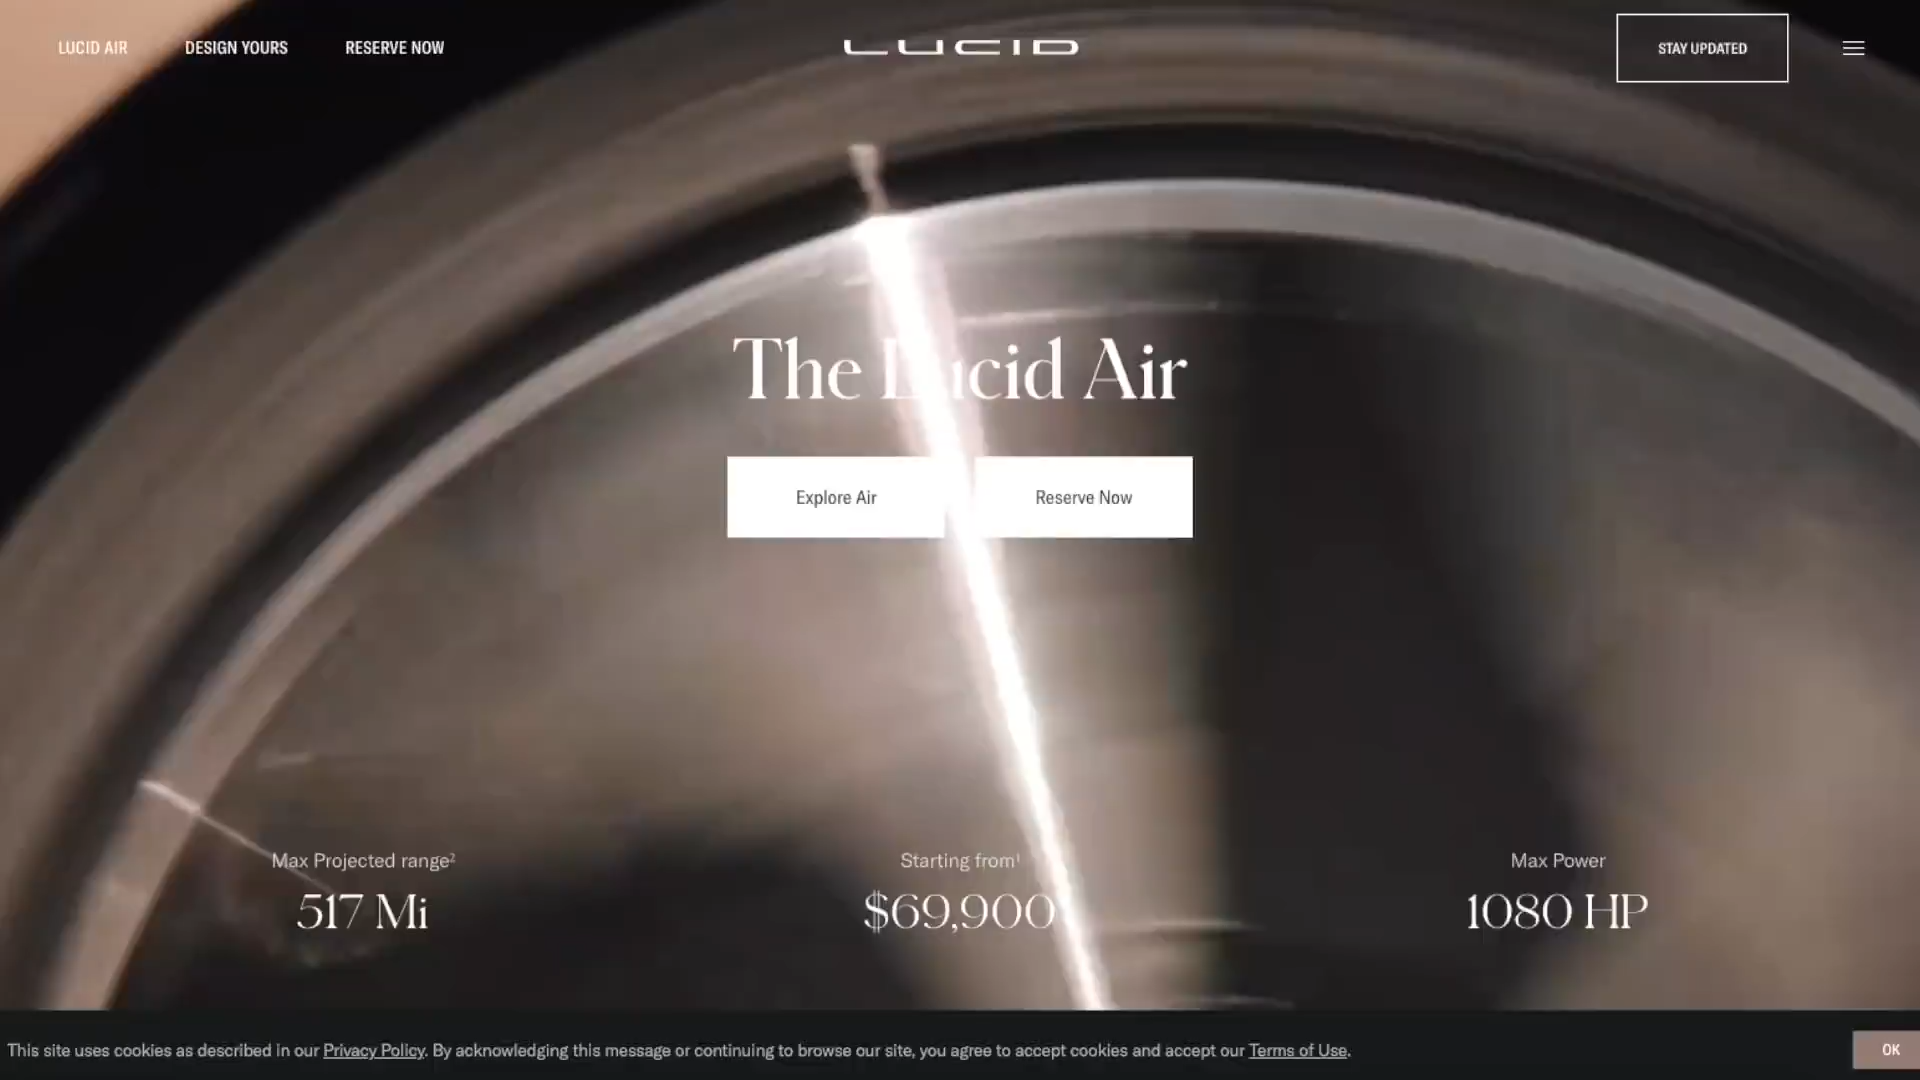 LUCID AIR DESIGN YOURS RESERVE NOW LUCID STAY UPDATED
The Lucid Air
Explore Air Reserve Now
Max Projected range² Starting from¹ Max Power
517 Mi $69,900 1080 HP
This site uses cookies as described in our Privacy Policy. By acknowledging this message or continuing to browse our site, you agree to accept cookies and accept our Terms of Use. OK